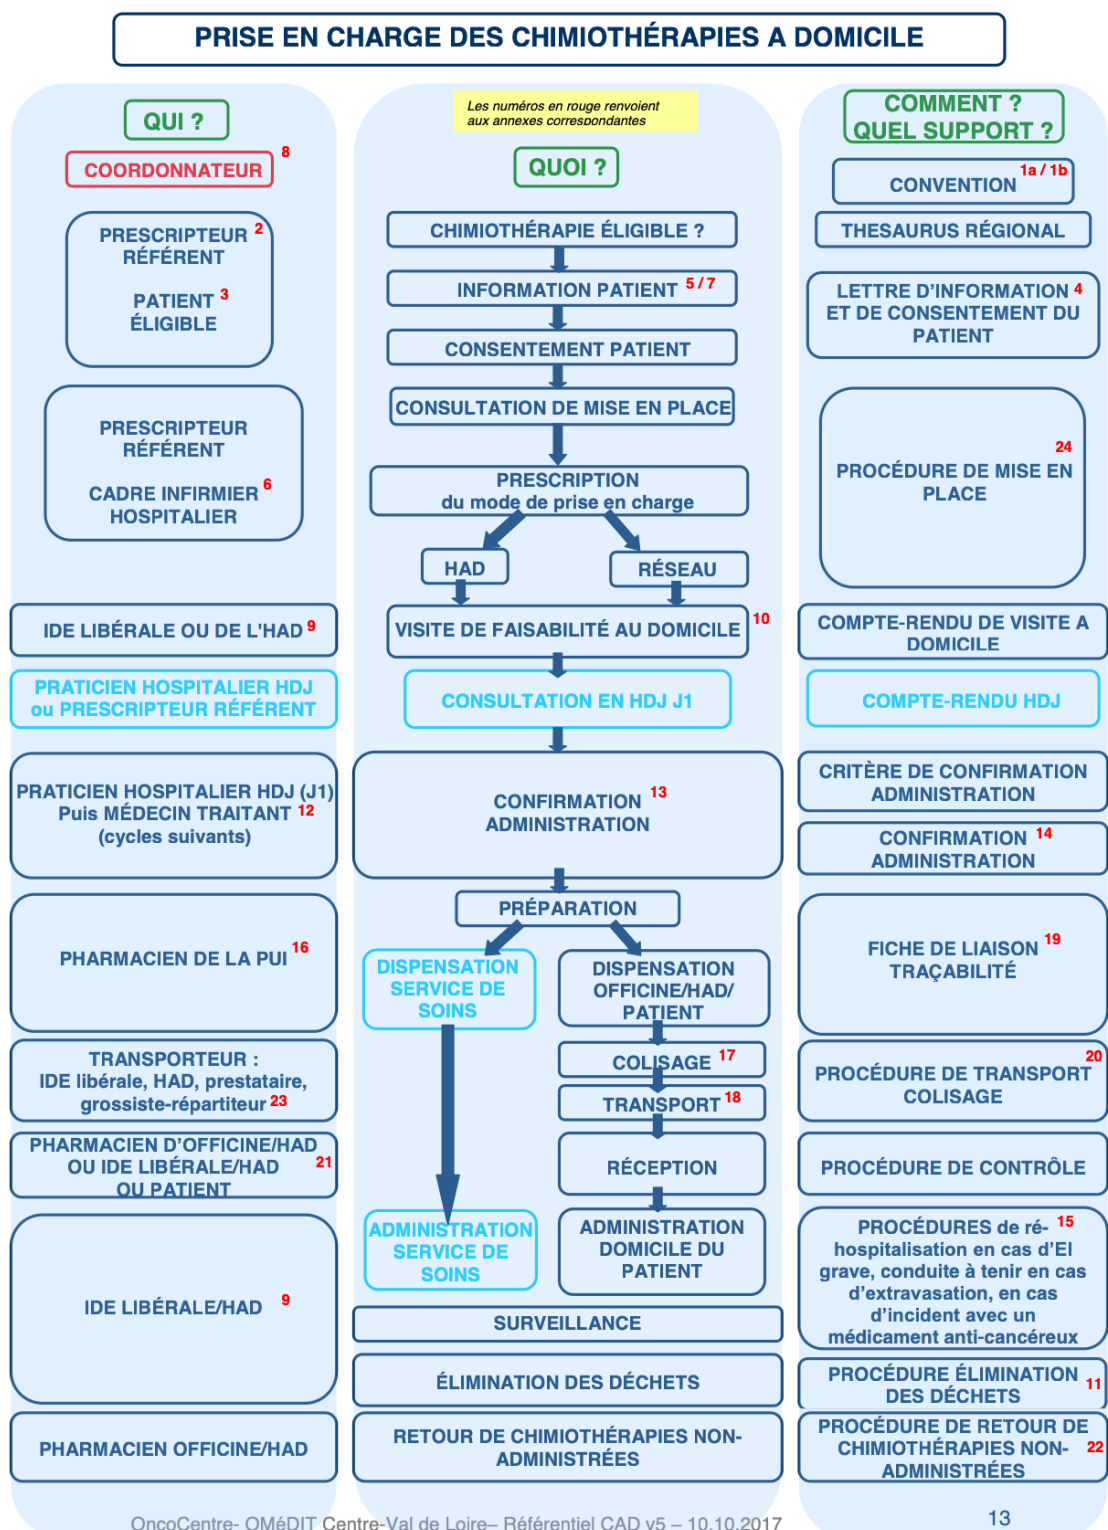 PRISE EN CHARGE DES CHIMIOTHÉRAPIES A DOMICILE
QUI ?
COORDONNATEUR 8
PRESCRIPTEUR 2
RÉFÉRENT
PATIENT 3
ÉLIGIBLE
PRESCRIPTEUR
RÉFÉRENT
CADRE INFIRMIER 6
HOSPITALIER
IDE LIBÉRALE OU DE L'HAD 9
PRATICIEN HOSPITALIER HDJ
ou PRESCRIPTEUR RÉFÉRENT
PRATICIEN HOSPITALIER HDJ (J1)
Puis MÉDECIN TRAITANT 12
(cycles suivants)
PHARMACIEN DE LA PUI 16
TRANSPORTEUR :
IDE libérale, HAD, prestataire,
grossiste-répartiteur 23
PHARMACIEN D'OFFICINE/HAD
OU IDE LIBÉRALE/HAD 21
OU PATIENT
IDE LIBÉRALE/HAD 9
PHARMACIEN OFFICINE/HAD
Les numéros en rouge renvoient
aux annexes correspondantes
QUOI ?
CHIMIOTHÉRAPIE ÉLIGIBLE ?
INFORMATION PATIENT 5 / 7
CONSENTEMENT PATIENT
CONSULTATION DE MISE EN PLACE
PRESCRIPTION
du mode de prise en charge
HAD
RÉSEAU
VISITE DE FAISABILITÉ AU DOMICILE 10
CONSULTATION EN HDJ J1
CONFIRMATION 13
ADMINISTRATION
PRÉPARATION
DISPENSATION
SERVICE DE
SOINS
DISPENSATION
OFFICINE/HAD/
PATIENT
COLISAGE 17
TRANSPORT 18
RÉCEPTION
ADMINISTRATION
SERVICE DE
SOINS
ADMINISTRATION
DOMICILE DU
PATIENT
SURVEILLANCE
ÉLIMINATION DES DÉCHETS
RETOUR DE CHIMIOTHÉRAPIES NON-
ADMINISTRÉES
COMMENT ?
QUEL SUPPORT ?
CONVENTION 1a / 1b
THESAURUS RÉGIONAL
LETTRE D'INFORMATION 4
ET DE CONSENTEMENT DU
PATIENT
24
PROCÉDURE DE MISE EN
PLACE
COMPTE-RENDU DE VISITE A
DOMICILE
COMPTE-RENDU HDJ
CRITÈRE DE CONFIRMATION
ADMINISTRATION
CONFIRMATION 14
ADMINISTRATION
FICHE DE LIAISON 19
TRAÇABILITÉ
20
PROCÉDURE DE TRANSPORT
COLISAGE
PROCÉDURE DE CONTRÔLE
PROCÉDURES de ré- 15
hospitalisation en cas d'EI
grave, conduite à tenir en cas
d'extravasation, en cas
d'incident avec un
médicament anti-cancéreux
PROCÉDURE ÉLIMINATION
DES DÉCHETS 11
PROCÉDURE DE RETOUR DE
CHIMIOTHÉRAPIES NON- 22
ADMINISTRÉES
OncoCentre- OMéDIT Centre-Val de Loire– Référentiel CAD v5 – 10.10.2017
13